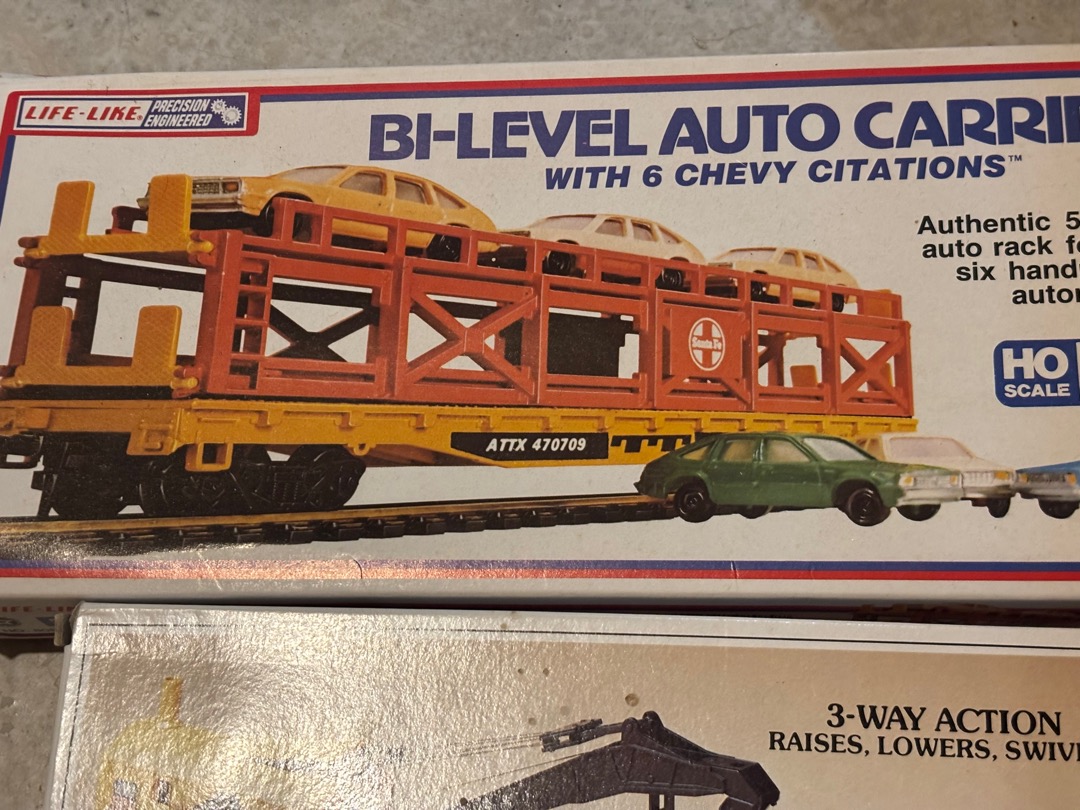 LIFE-LIKE PRECISION
ENGINEERED
BI-LEVEL AUTO CARRI
WITH 6 CHEVY CITATIONS™
Authentic 5
auto rack f
six hand
auto
HO
SCALE
Santa Fe
ATTX 470709
3-WAY ACTION
RAISES, LOWERS, SWIV